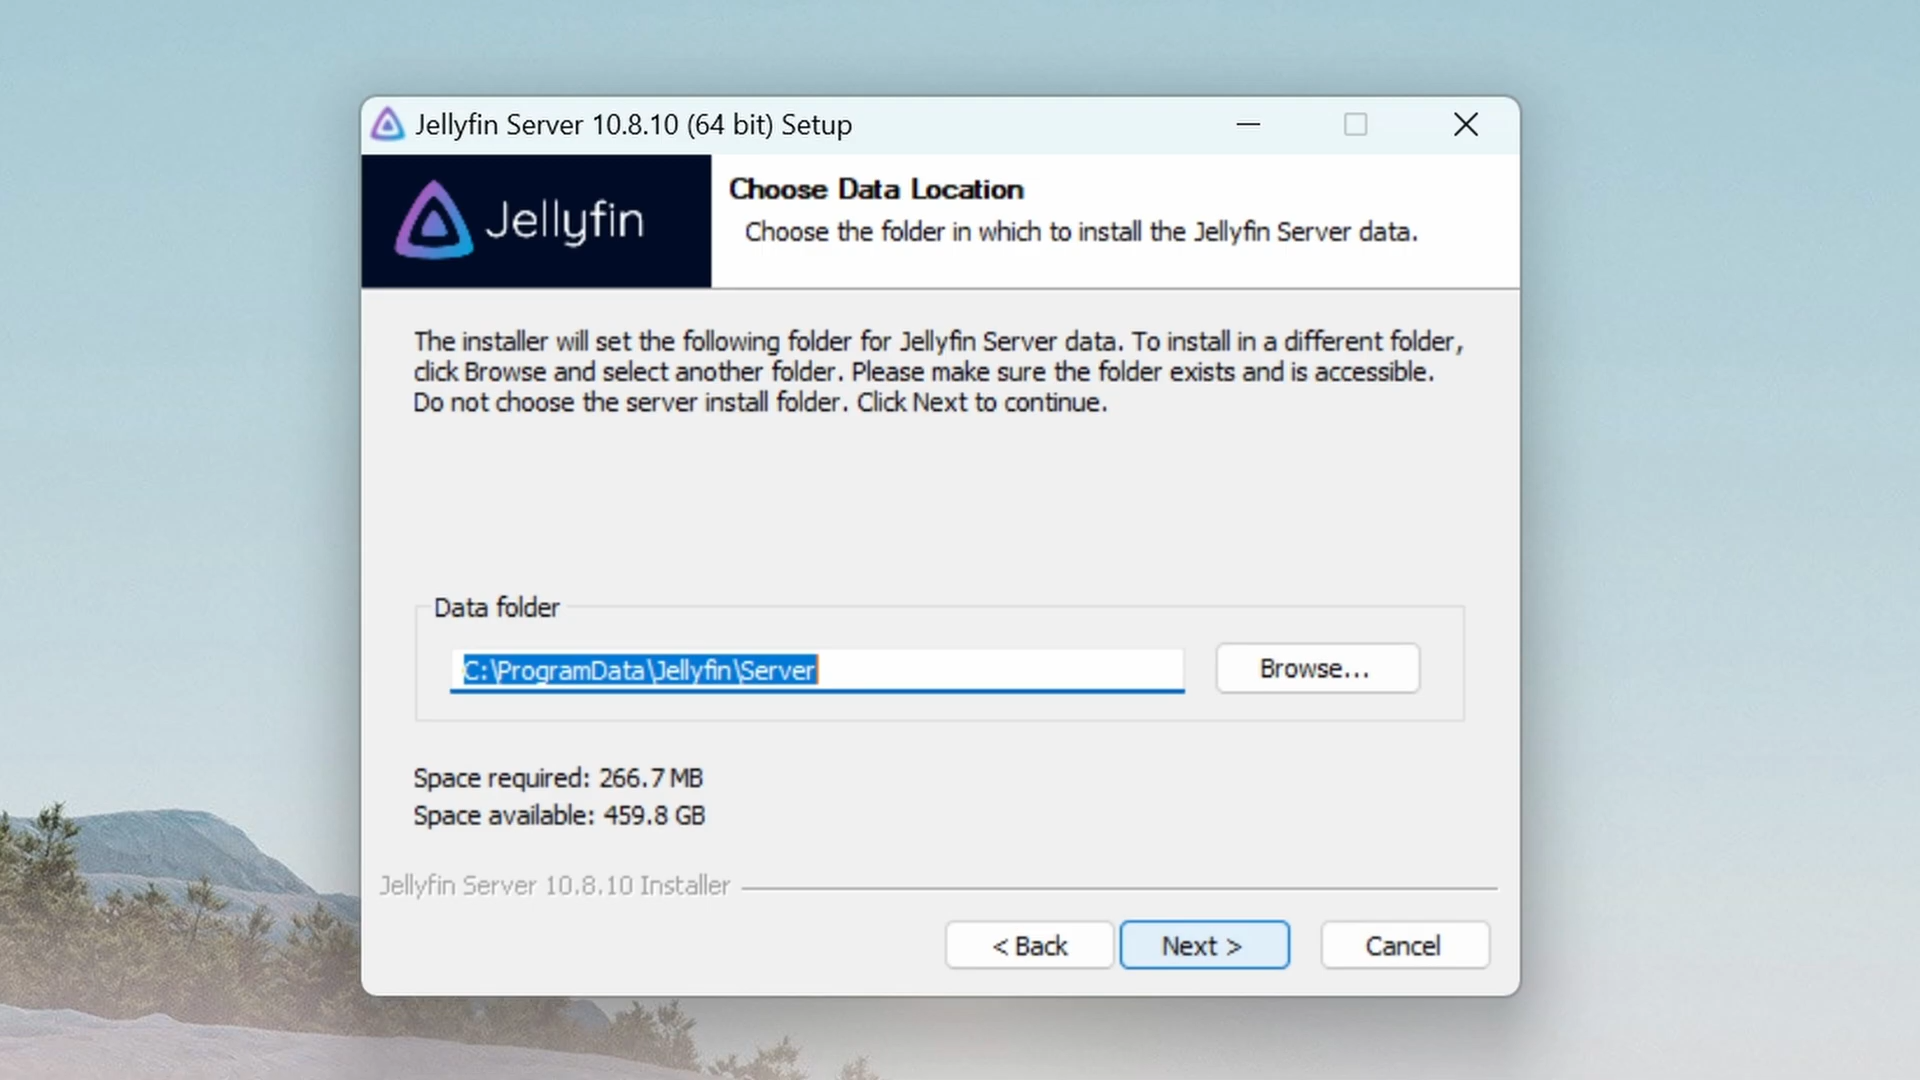 Jellyfin Server 10.8.10 (64 bit) Setup
Jellyfin
Choose Data Location
Choose the folder in which to install the Jellyfin Server data.
The installer will set the following folder for Jellyfin Server data. To install in a different folder,
click Browse and select another folder. Please make sure the folder exists and is accessible.
Do not choose the server install folder. Click Next to continue.
Data folder
C:\ProgramData\Jellyfin\Server
Browse...
Space required: 266.7 MB
Space available: 459.8 GB
Jellyfin Server 10.8.10 Installer
< Back
Next >
Cancel